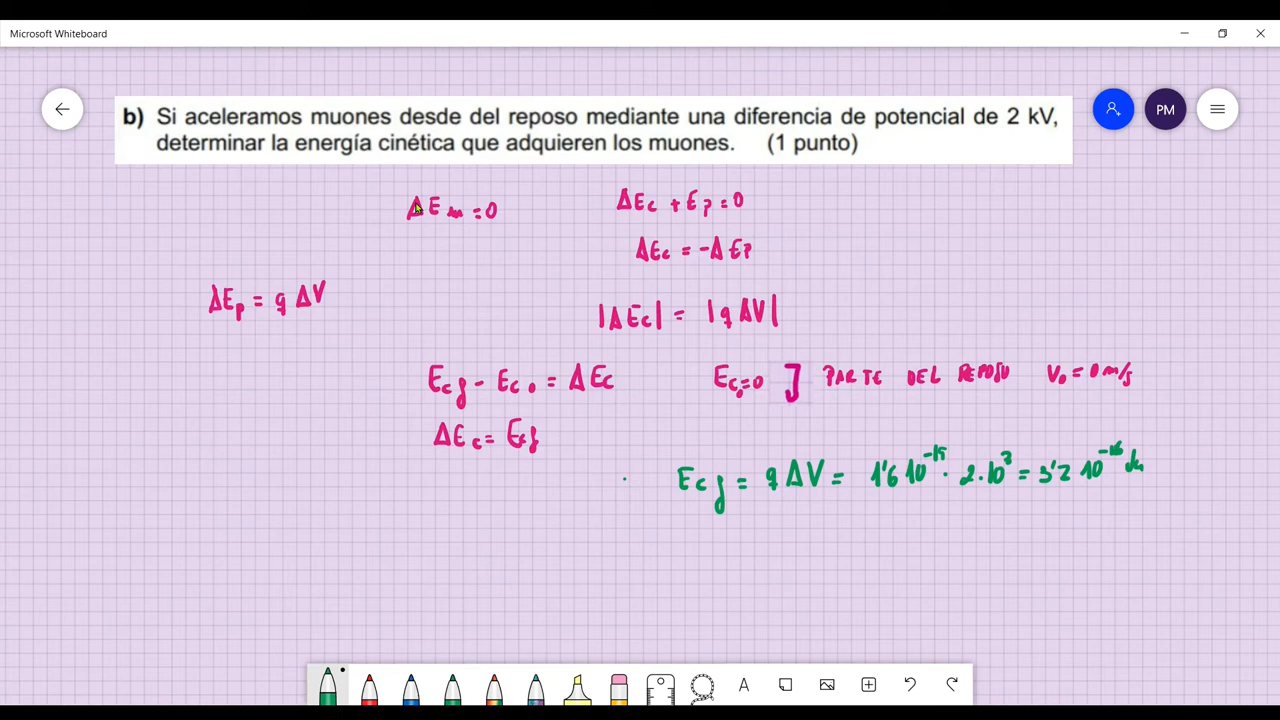 Microsoft Whiteboard
PM
b) Si aceleramos muones desde del reposo mediante una diferencia de potencial de 2 kV,
determinar la energía cinética que adquieren los muones. (1 punto)
ΔEm = 0
ΔEc + Ep = 0
ΔEc = -ΔEp
ΔEp = q ΔV
|ΔEc| = |q ΔV|
Ecf - Ec0 = ΔEc
Ec0 = 0 ] PARTE DEL REPOSO V0 = 0 m/s
ΔEc = Ecf
Ecf = q ΔV = 1'6 10^-19 · 2·10^3 = 3'2 10^-16
A